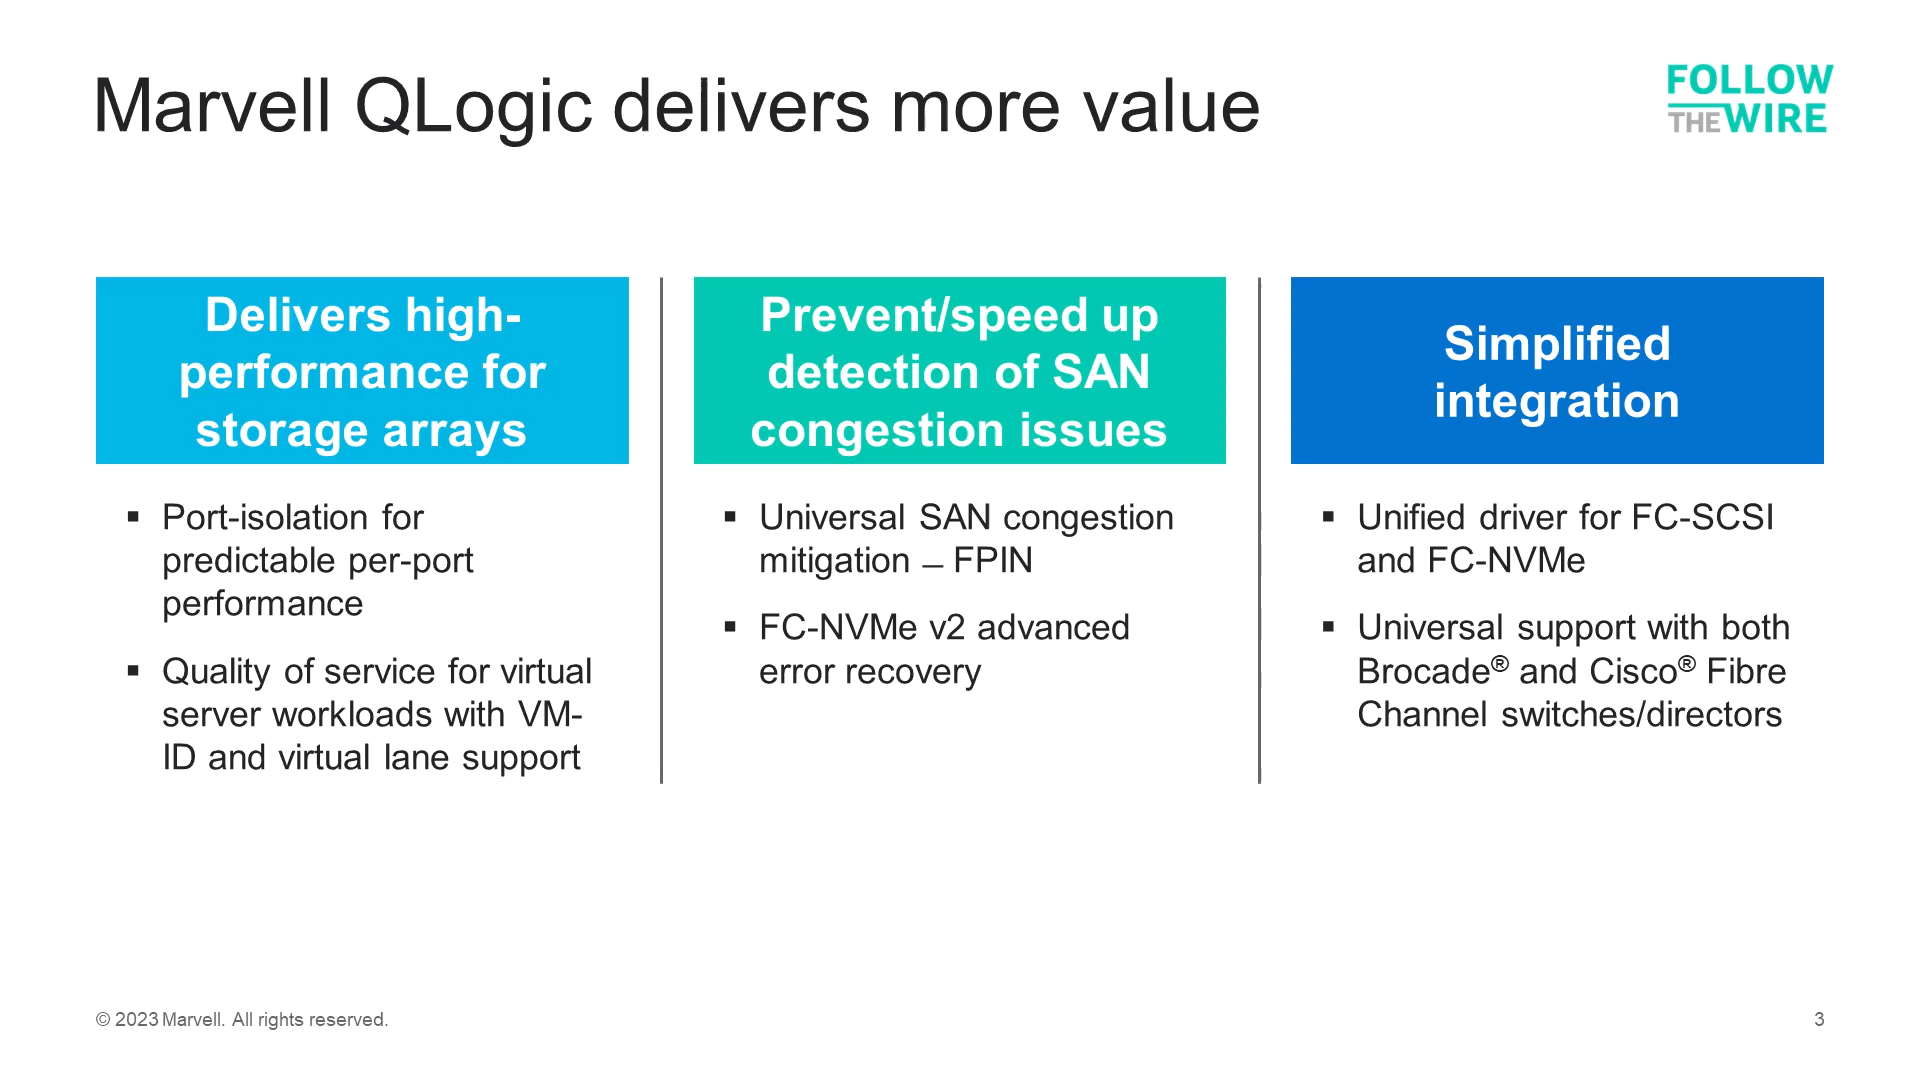 Marvell QLogic delivers more value
FOLLOW
THE WIRE
Delivers high-
performance for
storage arrays
▪ Port-isolation for
predictable per-port
performance
▪ Quality of service for virtual
server workloads with VM-
ID and virtual lane support
Prevent/speed up
detection of SAN
congestion issues
▪ Universal SAN congestion
mitigation – FPIN
▪ FC-NVMe v2 advanced
error recovery
Simplified
integration
▪ Unified driver for FC-SCSI
and FC-NVMe
▪ Universal support with both
Brocade® and Cisco® Fibre
Channel switches/directors
© 2023 Marvell. All rights reserved.
3